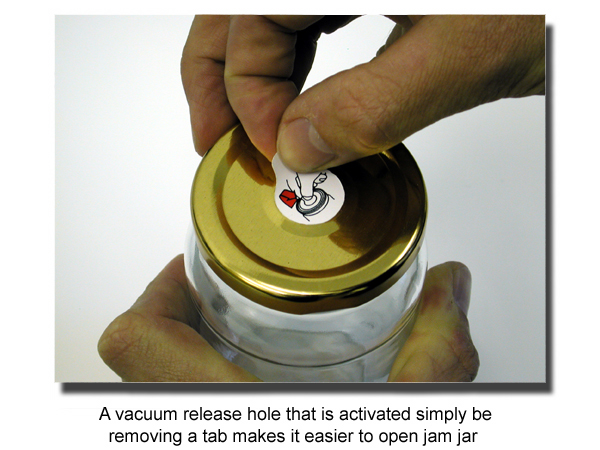 A vacuum release hole that is activated simply be
removing a tab makes it easier to open jam jar